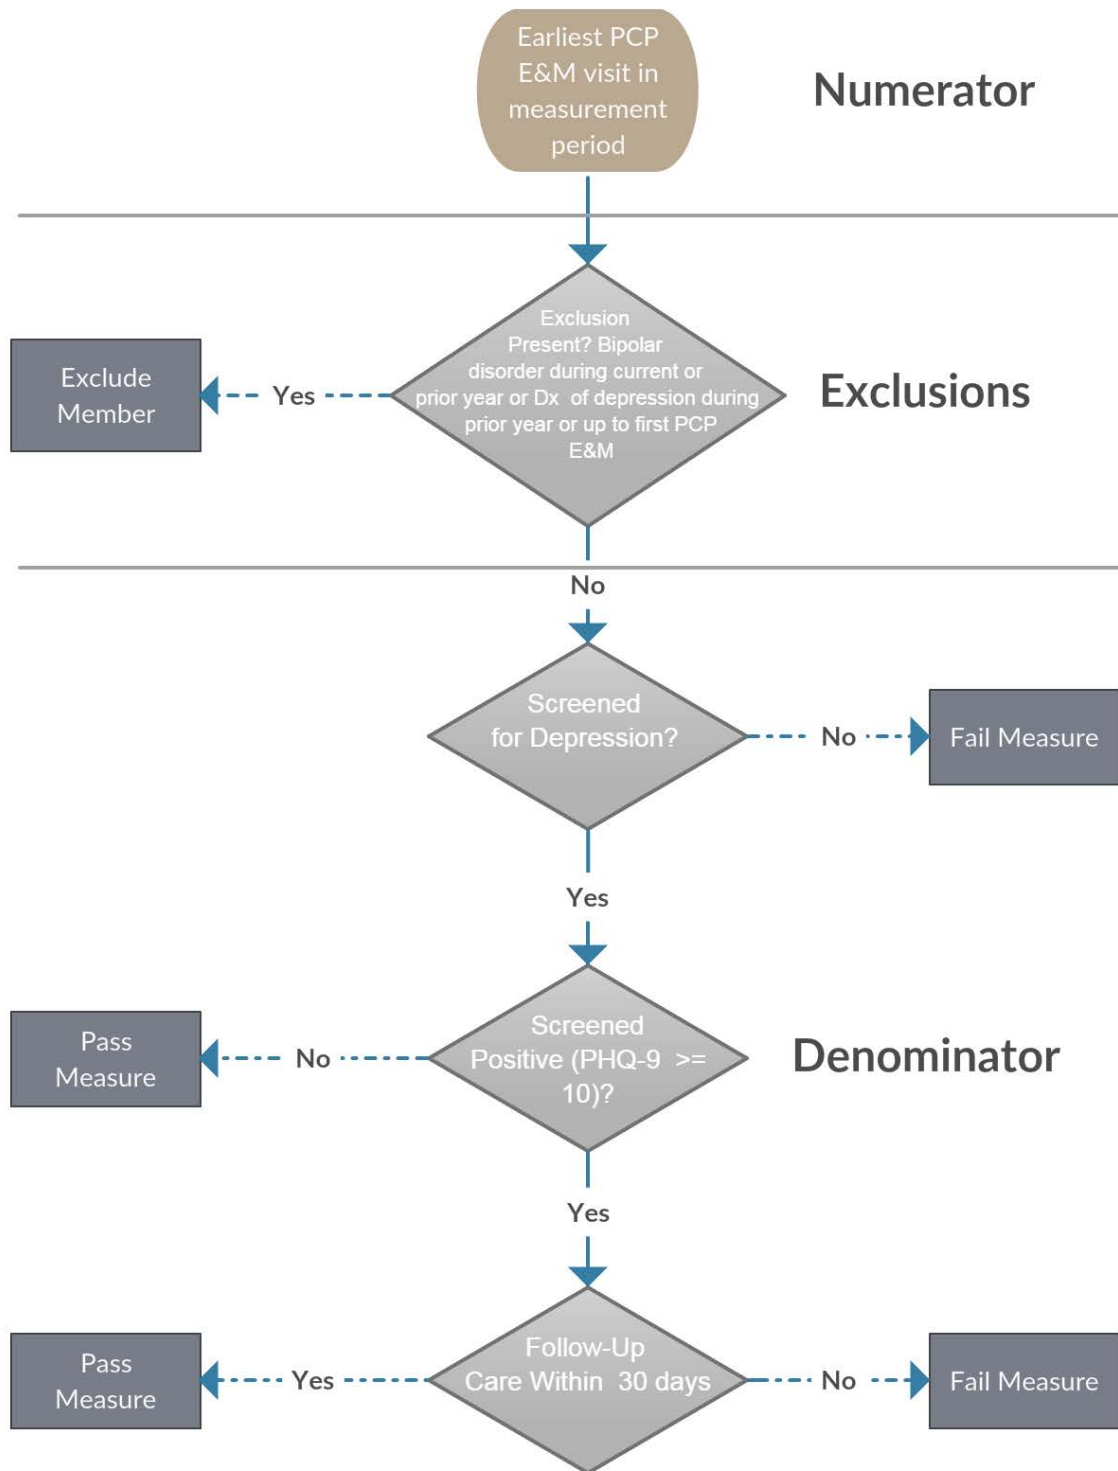 Earliest PCP
E&M visit in
measurement
period
Numerator
Exclusion
Present? Bipolar
disorder during current or
prior year or Dx of depression during
prior year or up to first PCP
E&M
Yes
Exclude
Member
Exclusions
No
Screened
for Depression?
No
Fail Measure
Yes
Screened
Positive (PHQ-9 >=
10)?
No
Pass
Measure
Denominator
Yes
Follow-Up
Care Within 30 days
Yes
Pass
Measure
No
Fail Measure